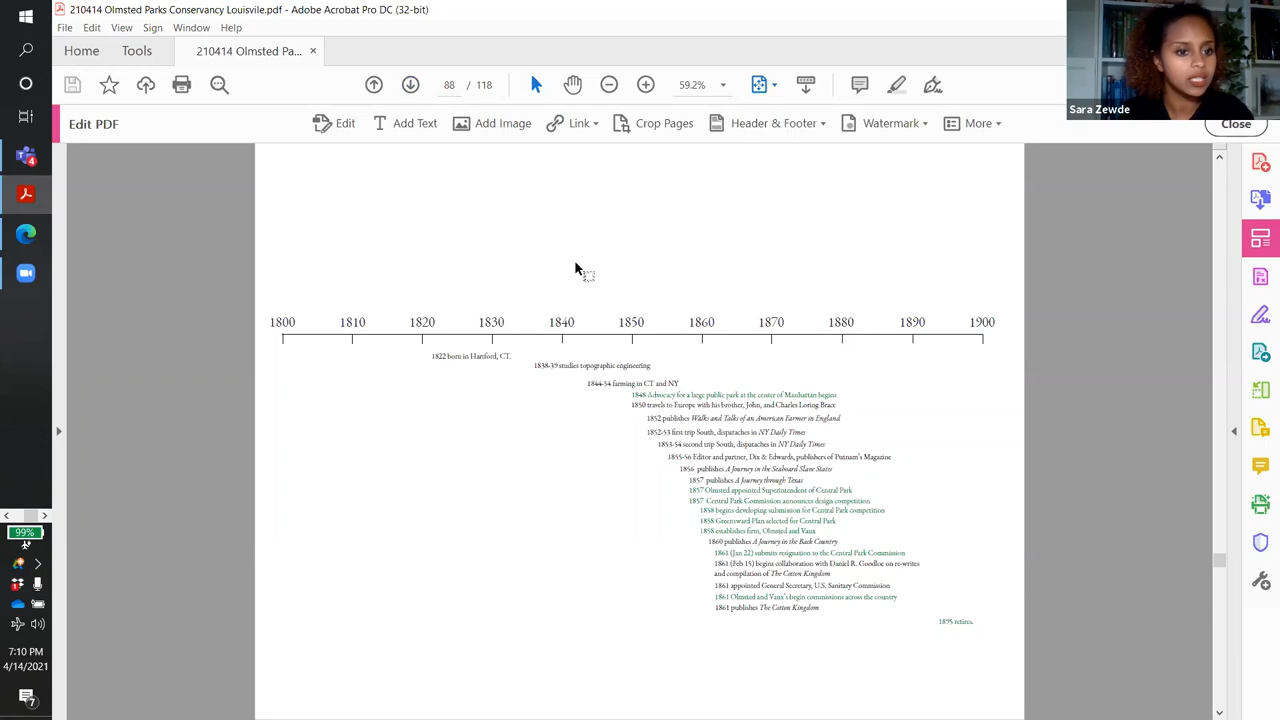 210414 Olmsted Parks Conservancy Louisvile.pdf - Adobe Acrobat Pro DC (32-bit)
File Edit View Sign Window Help
Home Tools 210414 Olmsted Pa... ×
88 / 118 59.2%
Edit PDF Edit Add Text Add Image Link Crop Pages Header & Footer Watermark More Close
Sara Zewde
4
1800 1810 1820 1830 1840 1850 1860 1870 1880 1890 1900
1822 born in Hartford, CT.
1838-39 studies topographic engineering
1844-54 farming in CT and NY
1848 Advocacy for a large public park at the center of Manhattan begins
1850 travels to Europe with his brother, John, and Charles Loring Brace
1852 publishes Walks and Talks of an American Farmer in England
1852-53 first trip South, dispataches in NY Daily Times
1853-54 second trip South, dispatches in NY Daily Times
1855-56 Editor and partner, Dix & Edwards, publishers of Putnam's Magazine
1856 publishes A Journey in the Seaboard Slave States
1857 publishes A Journey through Texas
1857 Olmsted appointed Superintendent of Central Park
1857 Central Park Commission announces design competition
1858 begins developing submission for Central Park competition
1858 Greensward Plan selected for Central Park
1858 establishes firm, Olmsted and Vaux
1860 publishes A Journey in the Back Country
1861 (Jan 22) submits resignation to the Central Park Commission
1861 (Feb 15) begins collaboration with Daniel R. Goodloe on re-writes
and compilation of The Cotton Kingdom
1861 appointed General Secretary, U.S. Sanitary Commission
1861 Olmsted and Vaux's begin commissions across the country
1861 publishes The Cotton Kingdom
1895 retires.
99%
7:10 PM
4/14/2021
7